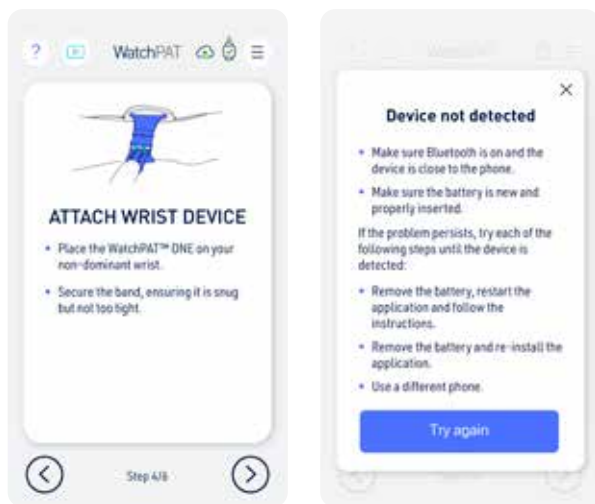 ?
WatchPAT
ATTACH WRIST DEVICE
• Place the WatchPAT™ ONE on your
non-dominant wrist.
• Secure the band, ensuring it is snug
but not too tight.
Step 4/6
Device not detected
• Make sure Bluetooth is on and the
device is close to the phone.
• Make sure the battery is new and
properly inserted.
If the problem persists, try each of the
following steps until the device is
detected:
• Remove the battery, restart the
application and follow the
instructions.
• Remove the battery and re-install the
application.
• Use a different phone.
Try again